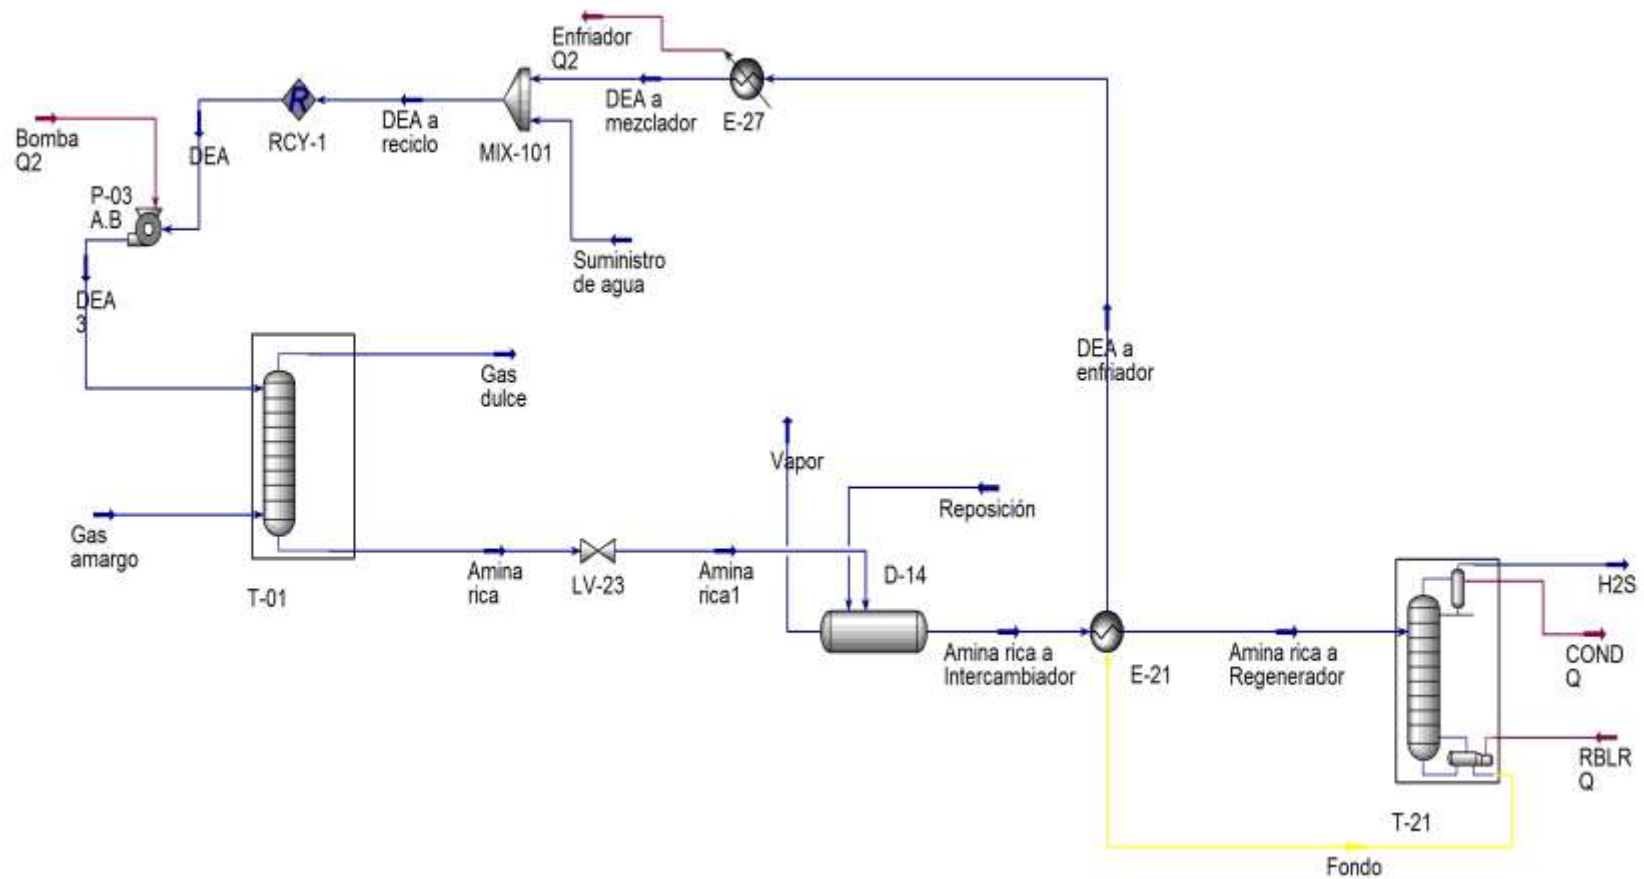 Enfriador
Q2
DEA a
mezclador
E-27
Bomba
Q2
DEA
R
RCY-1
DEA a
reciclo
MIX-101
P-03
A.B
Suministro
de agua
DEA
3
Gas
dulce
DEA a
enfriador
Vapor
Reposición
Gas
amargo
T-01
Amina
rica
LV-23
Amina
rica1
D-14
Amina rica a
Intercambiador
E-21
Amina rica a
Regenerador
H2S
COND
Q
RBLR
Q
T-21
Fondo